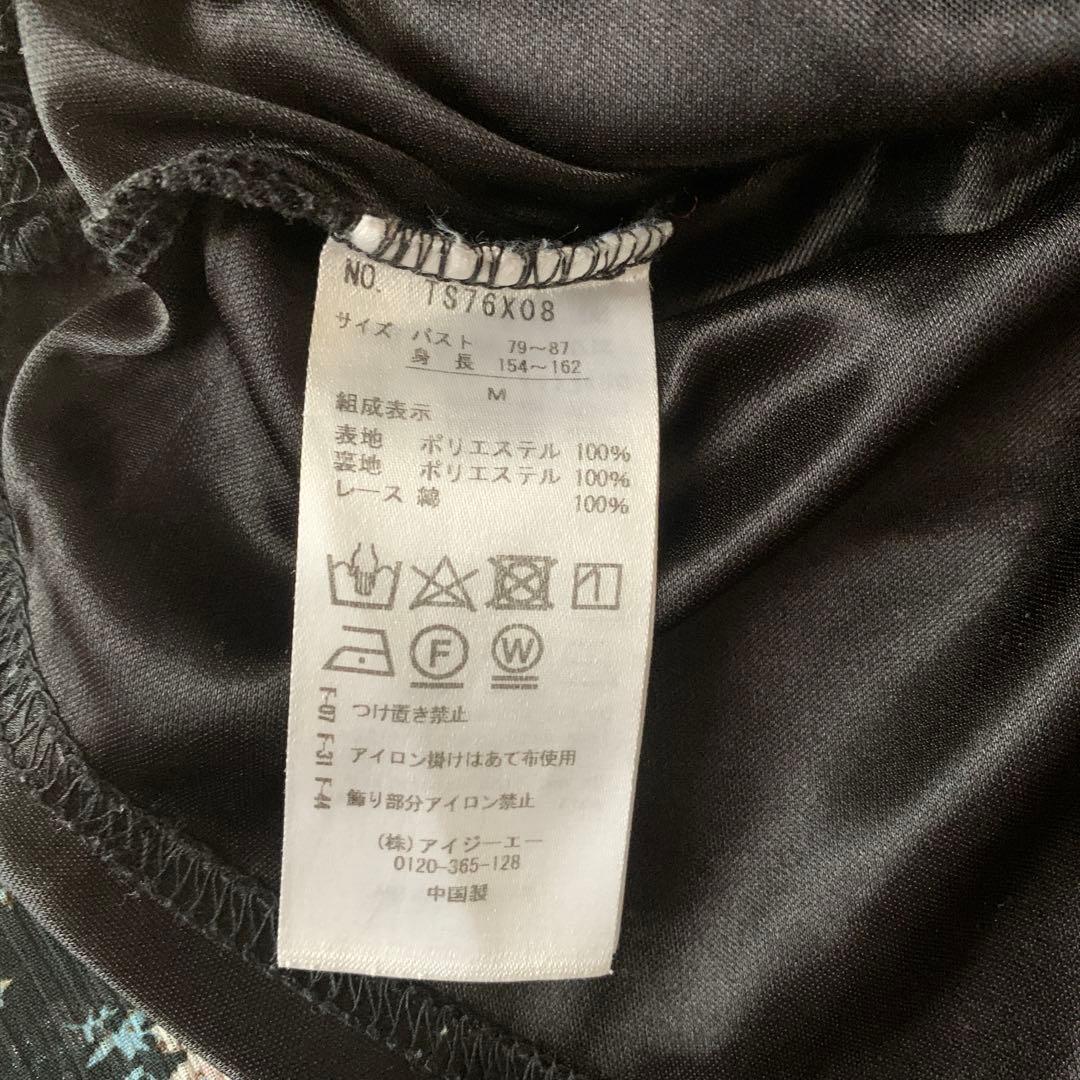 NO. TS76X08
サイズ バスト 79～87
身長 154～162
M
組成表示
表地 ポリエステル 100%
裏地 ポリエステル 100%
レース 綿 100%
F W
F-07 つけ置き禁止
F-31 アイロン掛けはあて布使用
F-44 飾り部分アイロン禁止
(株)アイジーエー
0120-365-128
中国製